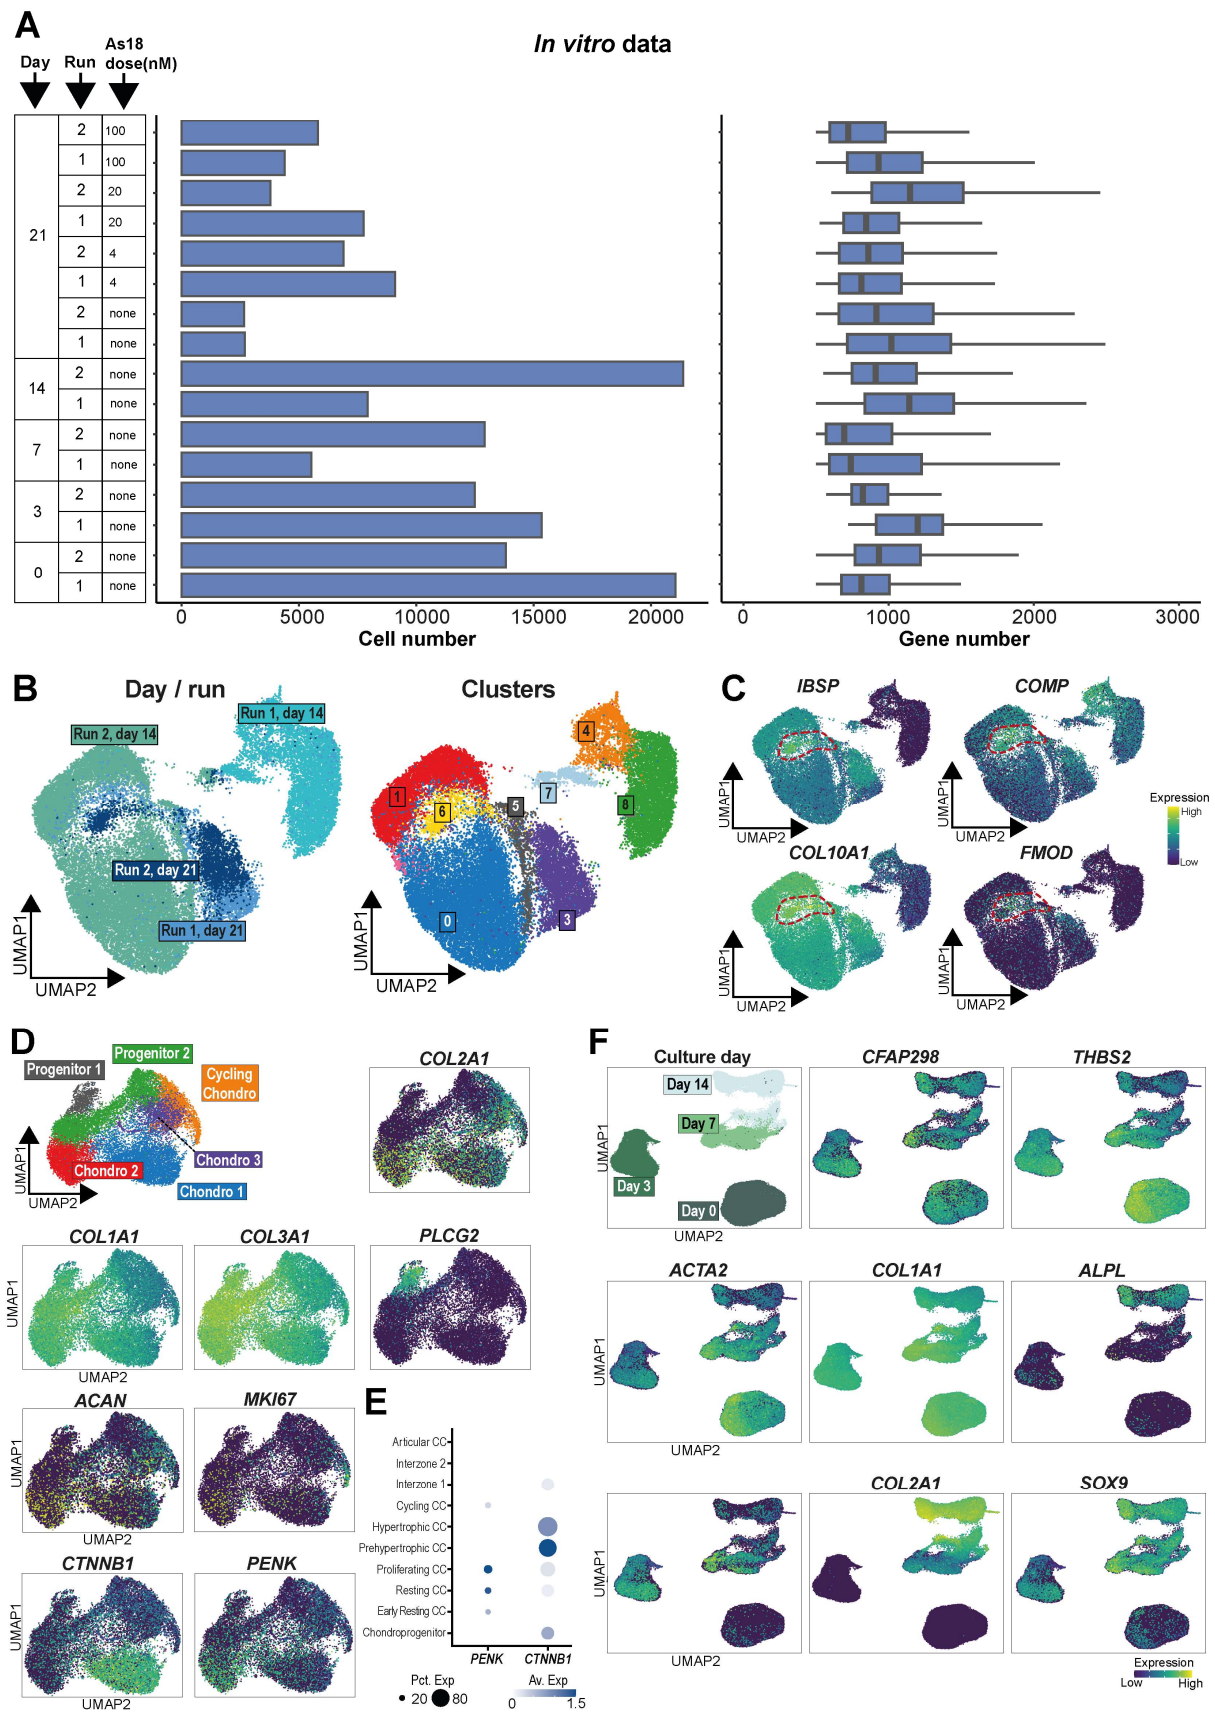 A
In vitro data
Day Run As18 dose(nM)
21 2 100
1 100
2 20
1 20
2 4
1 4
2 none
1 none
14 2 none
1 none
7 2 none
1 none
3 2 none
1 none
0 2 none
1 none
0 5000 10000 15000 20000
Cell number
0 1000 2000 3000
Gene number
B
Day / run
Run 2, day 14
Run 1, day 14
Run 2, day 21
Run 1, day 21
UMAP1
UMAP2
Clusters
4
7
1
6
5
8
0
3
UMAP1
UMAP2
C
IBSP
COMP
UMAP1
UMAP2
UMAP1
UMAP2
Expression
High
Low
COL10A1
FMOD
UMAP1
UMAP2
UMAP1
UMAP2
D
Progenitor 1
Progenitor 2
Cycling Chondro
Chondro 3
Chondro 2
Chondro 1
UMAP1
UMAP2
COL2A1
COL1A1
COL3A1
PLCG2
UMAP1
UMAP2
ACAN
MKI67
UMAP1
UMAP2
CTNNB1
PENK
UMAP1
UMAP2
E
Articular CC
Interzone 2
Interzone 1
Cycling CC
Hypertrophic CC
Prehypertrophic CC
Proliferating CC
Resting CC
Early Resting CC
Chondroprogenitor
PENK CTNNB1
Pct. Exp
20 80
Av. Exp
0 1.5
F
Culture day
CFAP298
THBS2
Day 14
Day 7
Day 3
Day 0
UMAP1
UMAP2
ACTA2
COL1A1
ALPL
UMAP1
UMAP2
COL2A1
SOX9
UMAP1
UMAP2
Expression
Low High